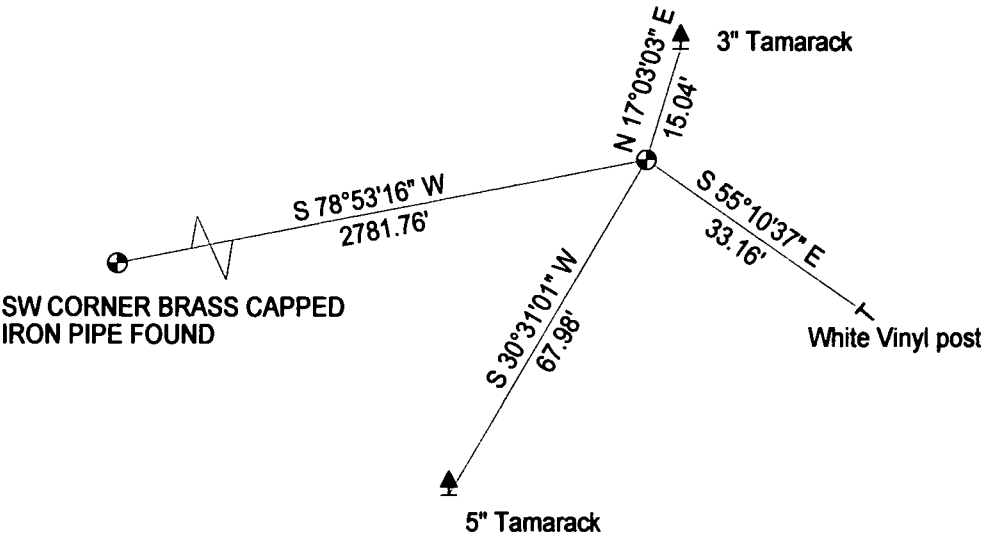 3" Tamarack
N 17°03'03" E
15.04'
S 78°53'16" W
2781.76'
S 55°10'37" E
33.16'
SW CORNER BRASS CAPPED
IRON PIPE FOUND
S 30°31'01" W
67.98'
White Vinyl post
5" Tamarack